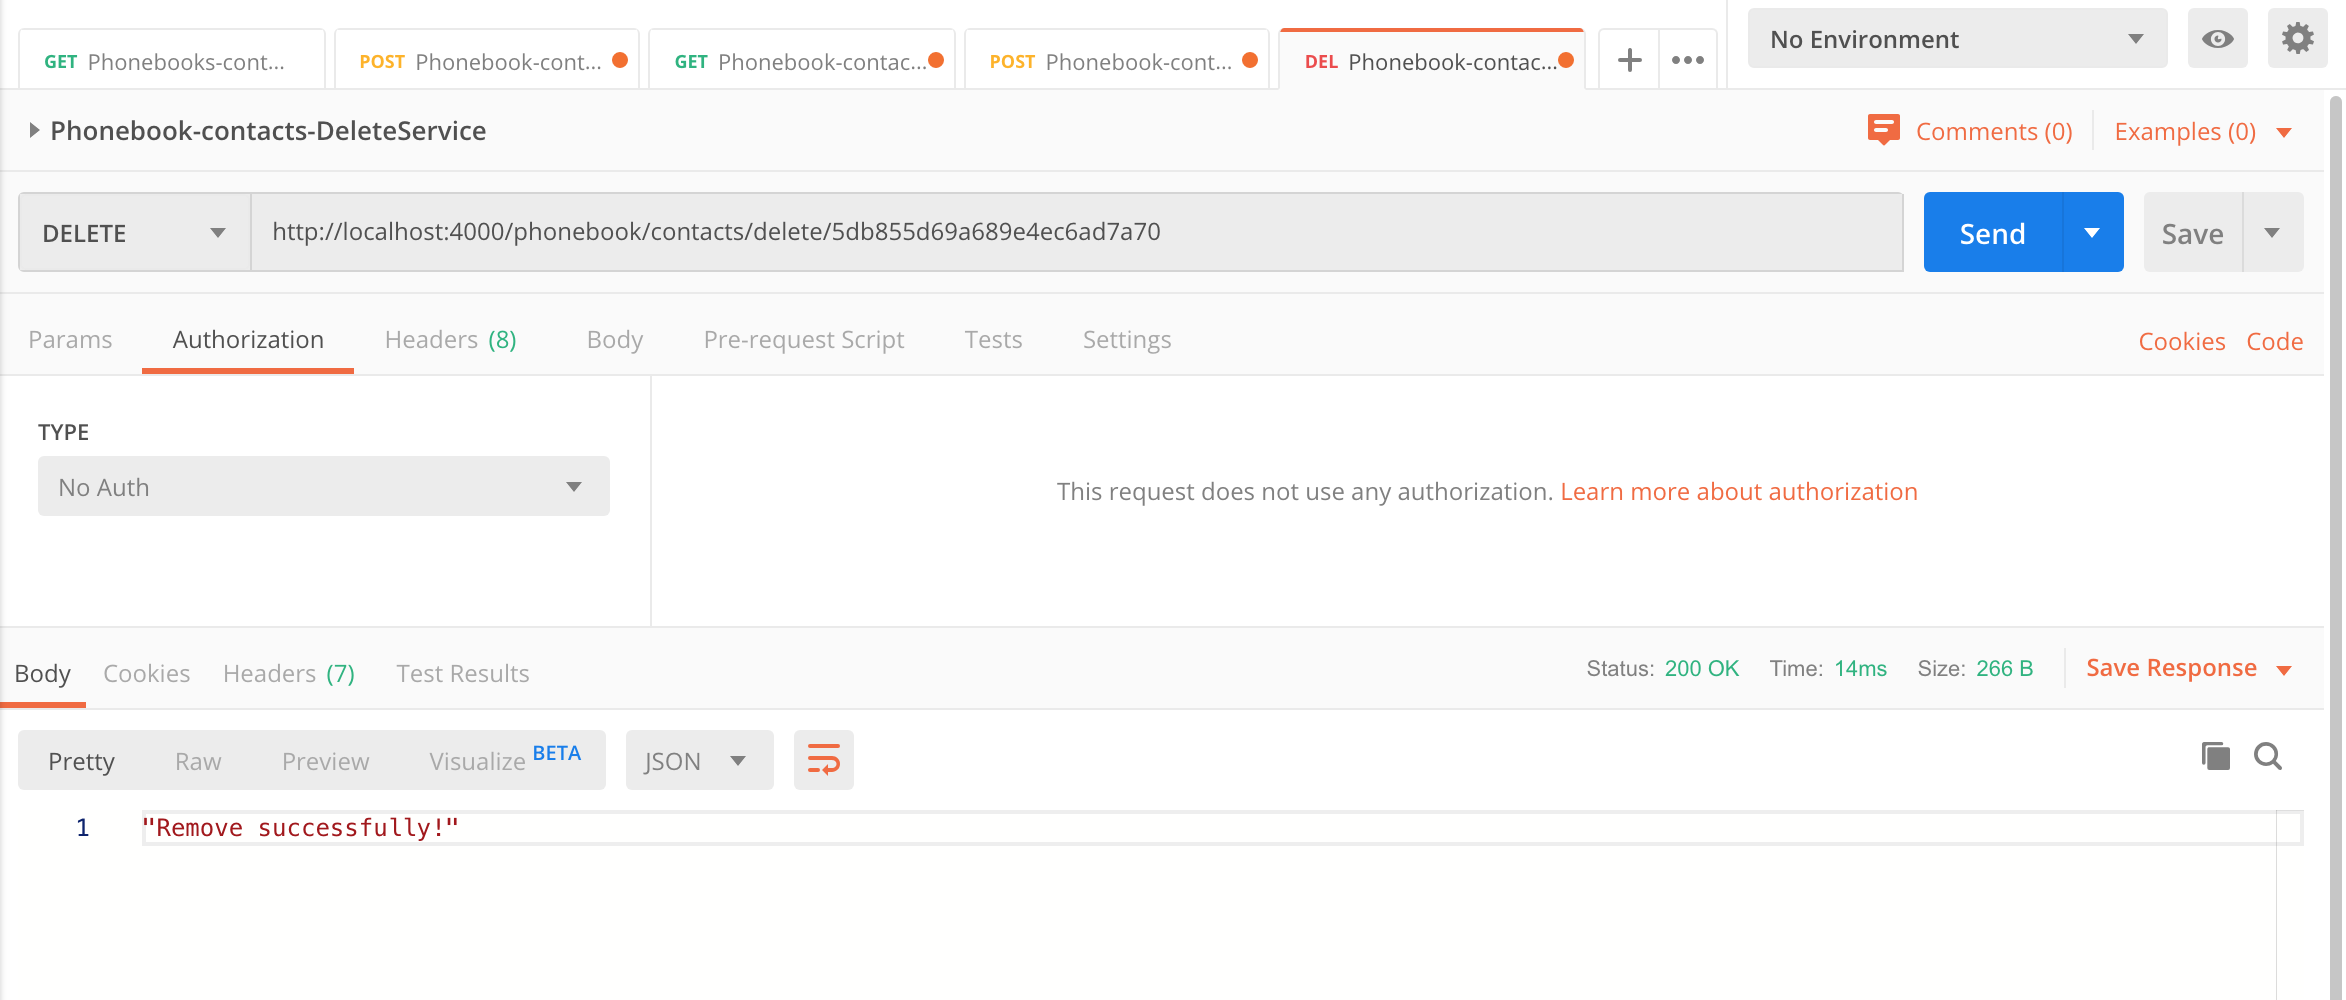 GET Phonebooks-cont... POST Phonebook-cont... GET Phonebook-contac... POST Phonebook-cont... DEL Phonebook-contac... No Environment
Phonebook-contacts-DeleteService Comments (0) Examples (0)
DELETE http://localhost:4000/phonebook/contacts/delete/5db855d69a689e4ec6ad7a70 Send Save
Params Authorization Headers (8) Body Pre-request Script Tests Settings Cookies Code
TYPE
No Auth
This request does not use any authorization. Learn more about authorization
Body Cookies Headers (7) Test Results Status: 200 OK Time: 14ms Size: 266 B Save Response
Pretty Raw Preview Visualize BETA JSON
1 "Remove successfully!"